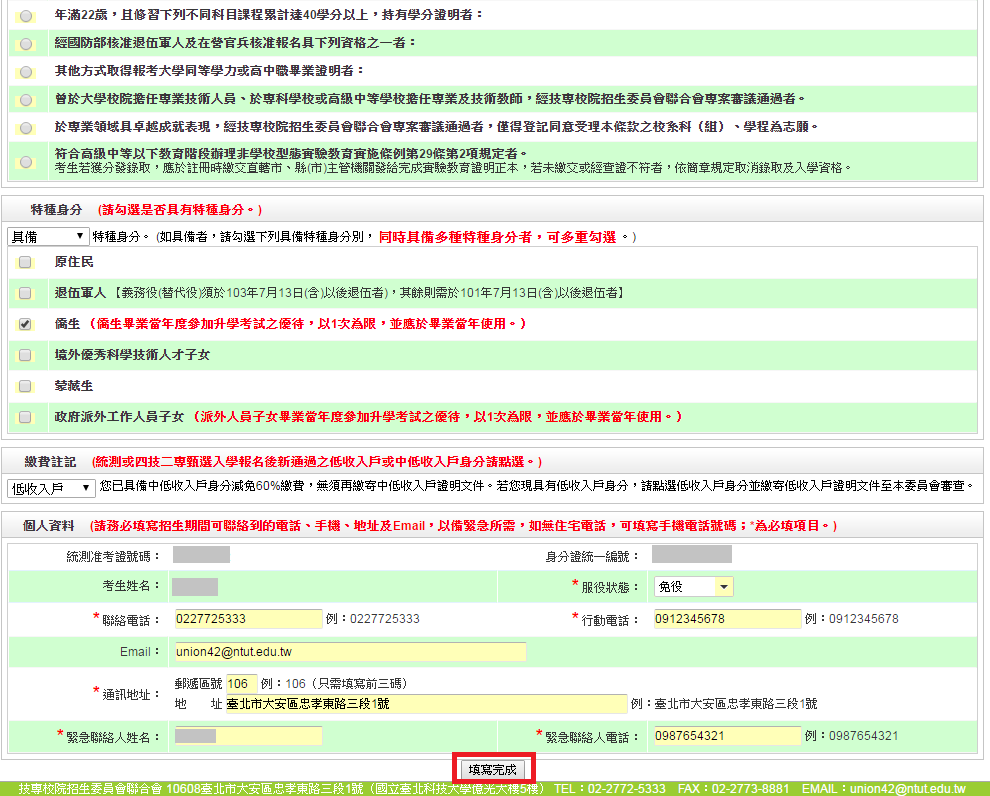 年滿22歲，且修習下列不同科目課程累計達40學分以上，持有學分證明者：
經國防部核准退伍軍人及在營官兵核准報名具下列資格之一者：
其他方式取得報考大學同等學力或高中職畢業證明者：
曾於大學校院擔任專業技術人員、於專科學校或高級中等學校擔任專業及技術教師，經技專校院招生委員會聯合會專案審議通過者。
於專業領域具卓越成就表現，經技專校院招生委員會聯合會專案審議通過者，僅得登記同意受理本條款之校系科（組）、學程為志願。
符合高級中等以下教育階段辦理非學校型態實驗教育實施條例第29條第2項規定者。
考生若獲分發錄取，應於註冊時繳交直轄市、縣(市)主管機關發給完成實驗教育證明正本，若未繳交或經查證不符者，依簡章規定取消錄取及入學資格。
特種身分 (請勾選是否具有特種身分。)
具備 特種身分。 (如具備者，請勾選下列具備特種身分別， 同時具備多種特種身分者，可多重勾選 。)
原住民
退伍軍人 【義務役(替代役)須於103年7月13日(含)以後退伍者)，其餘則需於101年7月13日(含)以後退伍者】
僑生 （僑生畢業當年度參加升學考試之優待，以1次為限，並應於畢業當年使用。）
境外優秀科學技術人才子女
蒙藏生
政府派外工作人員子女 （派外人員子女畢業當年度參加升學考試之優待，以1次為限，並應於畢業當年使用。）
繳費註記 (統測或四技二專甄選入學報名後新通過之低收入戶或中低收入戶身分請點選。)
低收入戶 您已具備中低收入戶身分減免60%繳費，無須再繳寄中低收入戶證明文件。若您現具有低收入戶身分，請點選低收入戶身分並繳寄低收入戶證明文件至本委員會審查。
個人資料 (請務必填寫招生期間可聯絡到的電話、手機、地址及Email，以備緊急所需，如無住宅電話，可填寫手機電話號碼；*為必填項目。)
統測准考證號碼： 身分證統一編號：
考生姓名： *服役狀態： 免役
*聯絡電話： 0227725333 例：0227725333 *行動電話： 0912345678 例：0912345678
Email： union42@ntut.edu.tw
*通訊地址： 郵遞區號 106 例：106（只需填寫前三碼）
地 址 臺北市大安區忠孝東路三段1號 例：臺北市大安區忠孝東路三段1號
*緊急聯絡人姓名： *緊急聯絡人電話： 0987654321 例：0987654321
填寫完成
技專校院招生委員會聯合會 10608臺北市大安區忠孝東路三段1號（國立臺北科技大學億光大樓5樓） TEL：02-2772-5333 FAX：02-2773-8881 EMAIL：union42@ntut.edu.tw